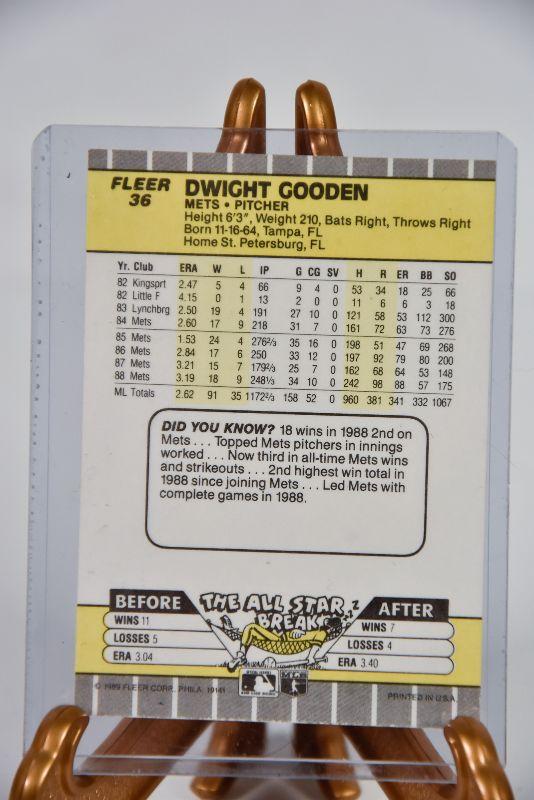 FLEER DWIGHT GOODEN
36 METS • PITCHER
Height 6'3", Weight 210, Bats Right, Throws Right
Born 11-16-64, Tampa, FL
Home St. Petersburg, FL
Yr. Club ERA W L IP G CG SV H R ER BB SO
82 Kingsprt 2.47 5 4 66 9 4 0 53 34 18 25 66
82 Little F 4.15 0 1 13 2 0 0 11 6 6 3 18
83 Lynchbrg 2.50 19 4 191 27 10 0 121 58 53 112 300
84 Mets 2.60 17 9 218 31 7 0 161 72 63 73 276
85 Mets 1.53 24 4 276⅔ 35 16 0 198 51 47 69 268
86 Mets 2.84 17 6 250 33 12 0 197 92 79 80 200
87 Mets 3.21 15 7 179⅔ 25 7 0 162 68 64 53 148
88 Mets 3.19 18 9 248⅓ 34 10 0 242 98 88 57 175
ML Totals 2.62 91 35 1172⅔ 158 52 0 960 381 341 332 1067
DID YOU KNOW? 18 wins in 1988 2nd on
Mets . . . Topped Mets pitchers in innings
worked . . . Now third in all-time Mets wins
and strikeouts . . . 2nd highest win total in
1988 since joining Mets . . . Led Mets with
complete games in 1988.
BEFORE THE ALL STAR BREAK AFTER
WINS 11 WINS 7
LOSSES 5 LOSSES 4
ERA 3.04 ERA 3.40
© 1989 FLEER CORP., PHILA. 19141 PRINTED IN U.S.A.